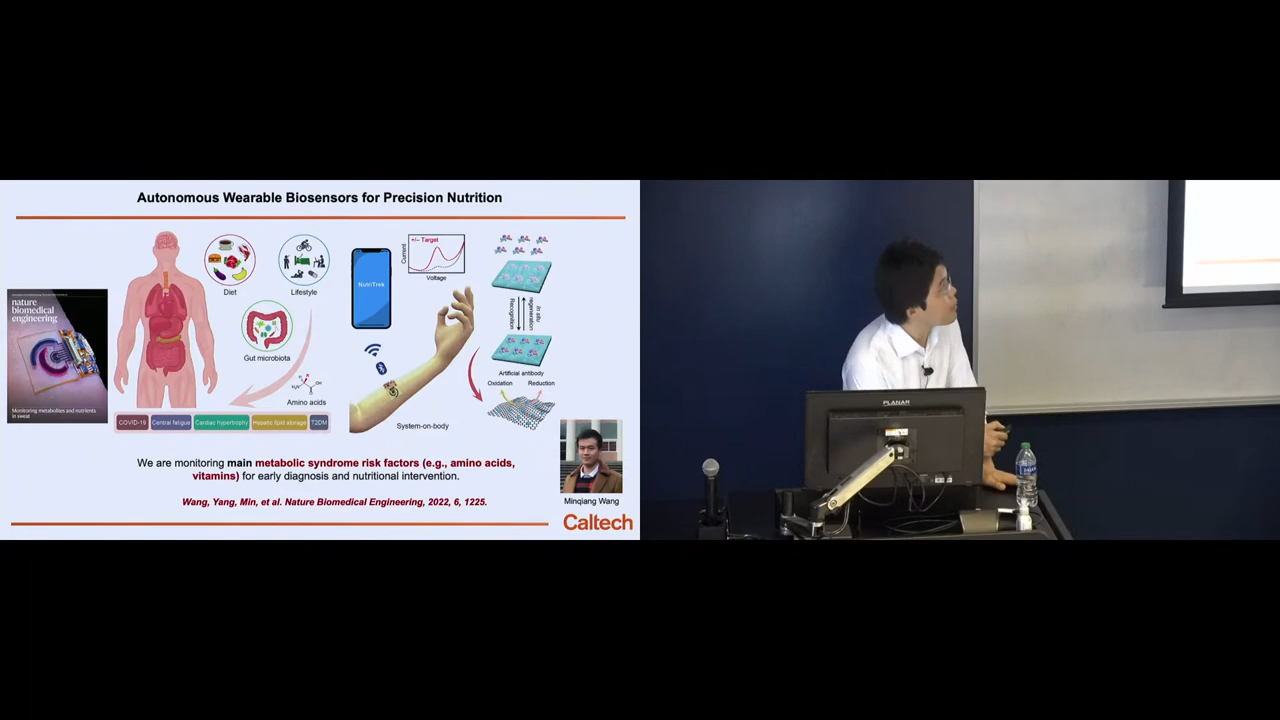 Autonomous Wearable Biosensors for Precision Nutrition
nature
biomedical
engineering
Monitoring metabolites and nutrients
in sweat
Diet
Lifestyle
Gut microbiota
Amino acids
COVID-19
Central fatigue
Cardiac hypertrophy
Hepatic lipid storage
T2DM
NutriTrek
+/– Target
Current
Voltage
System-on-body
Recognition
In situ
regeneration
Artificial antibody
Oxidation
Reduction
We are monitoring main metabolic syndrome risk factors (e.g., amino acids,
vitamins) for early diagnosis and nutritional intervention.
Wang, Yang, Min, et al. Nature Biomedical Engineering, 2022, 6, 1225.
Minqiang Wang
Caltech
PLANAR